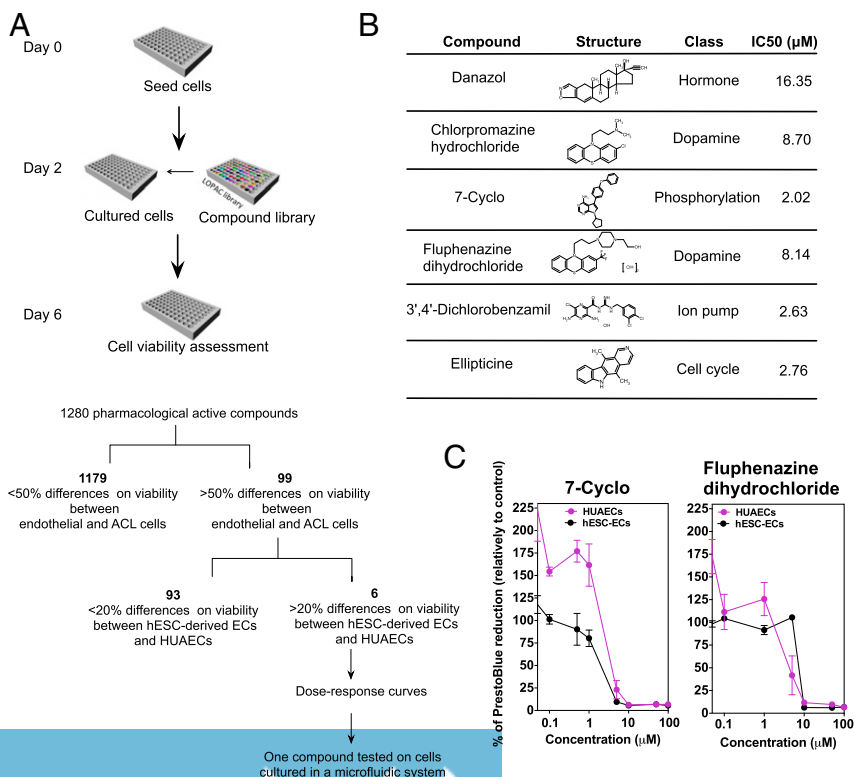 A
Day 0
Seed cells
Day 2
LOPAC library
Cultured cells
Compound library
Day 6
Cell viability assessment
1280 pharmacological active compounds
1179
<50% differences on viability
between
endothelial and ACL cells
99
>50% differences on viability
between
endothelial and ACL cells
93
<20% differences on viability
between hESC-derived ECs
and HUAECs
6
>20% differences on viability
between hESC-derived ECs
and HUAECs
Dose-response curves
One compound tested on cells
cultured in a microfluidic system
B
Compound Structure Class IC50 (µM)
Danazol Hormone 16.35
Chlorpromazine
hydrochloride Dopamine 8.70
7-Cyclo Phosphorylation 2.02
Fluphenazine
dihydrochloride Dopamine 8.14
3',4'-Dichlorobenzamil Ion pump 2.63
Ellipticine Cell cycle 2.76
C
% of PrestoBlue reduction (relatively to control)
7-Cyclo
HUAECs
hESC-ECs
225
200
175
150
125
100
75
50
25
0
0.1 1 10 100
Concentration (µM)
Fluphenazine
dihydrochloride
HUAECs
hESC-ECs
225
200
175
150
125
100
75
50
25
0
0.1 1 10 100
Concentration (µM)